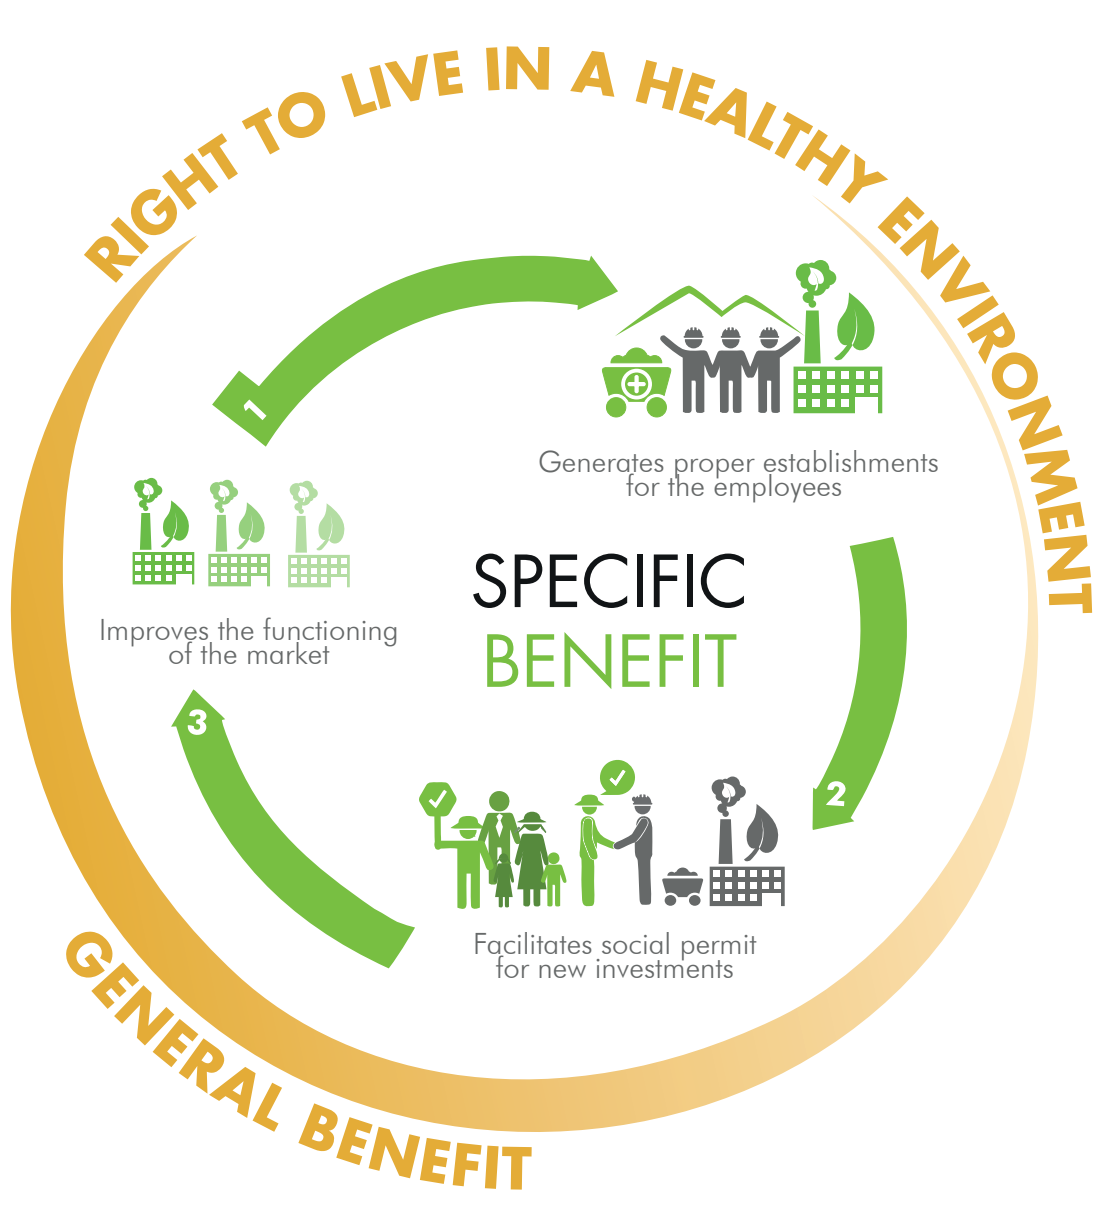 RIGHT TO LIVE IN A HEALTHY ENVIRONMENT
1
Generates proper establishments
for the employees
SPECIFIC
BENEFIT
Improves the functioning
of the market
3
2
Facilitates social permit
for new investments
GENERAL BENEFIT